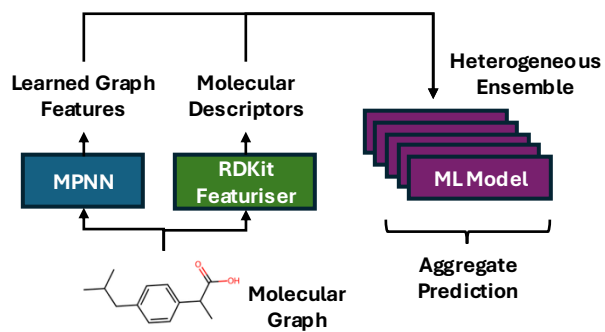 Learned Graph
Features
Molecular
Descriptors
Heterogeneous
Ensemble
MPNN
RDKit
Featuriser
ML Model
O
OH
Molecular
Graph
Aggregate
Prediction